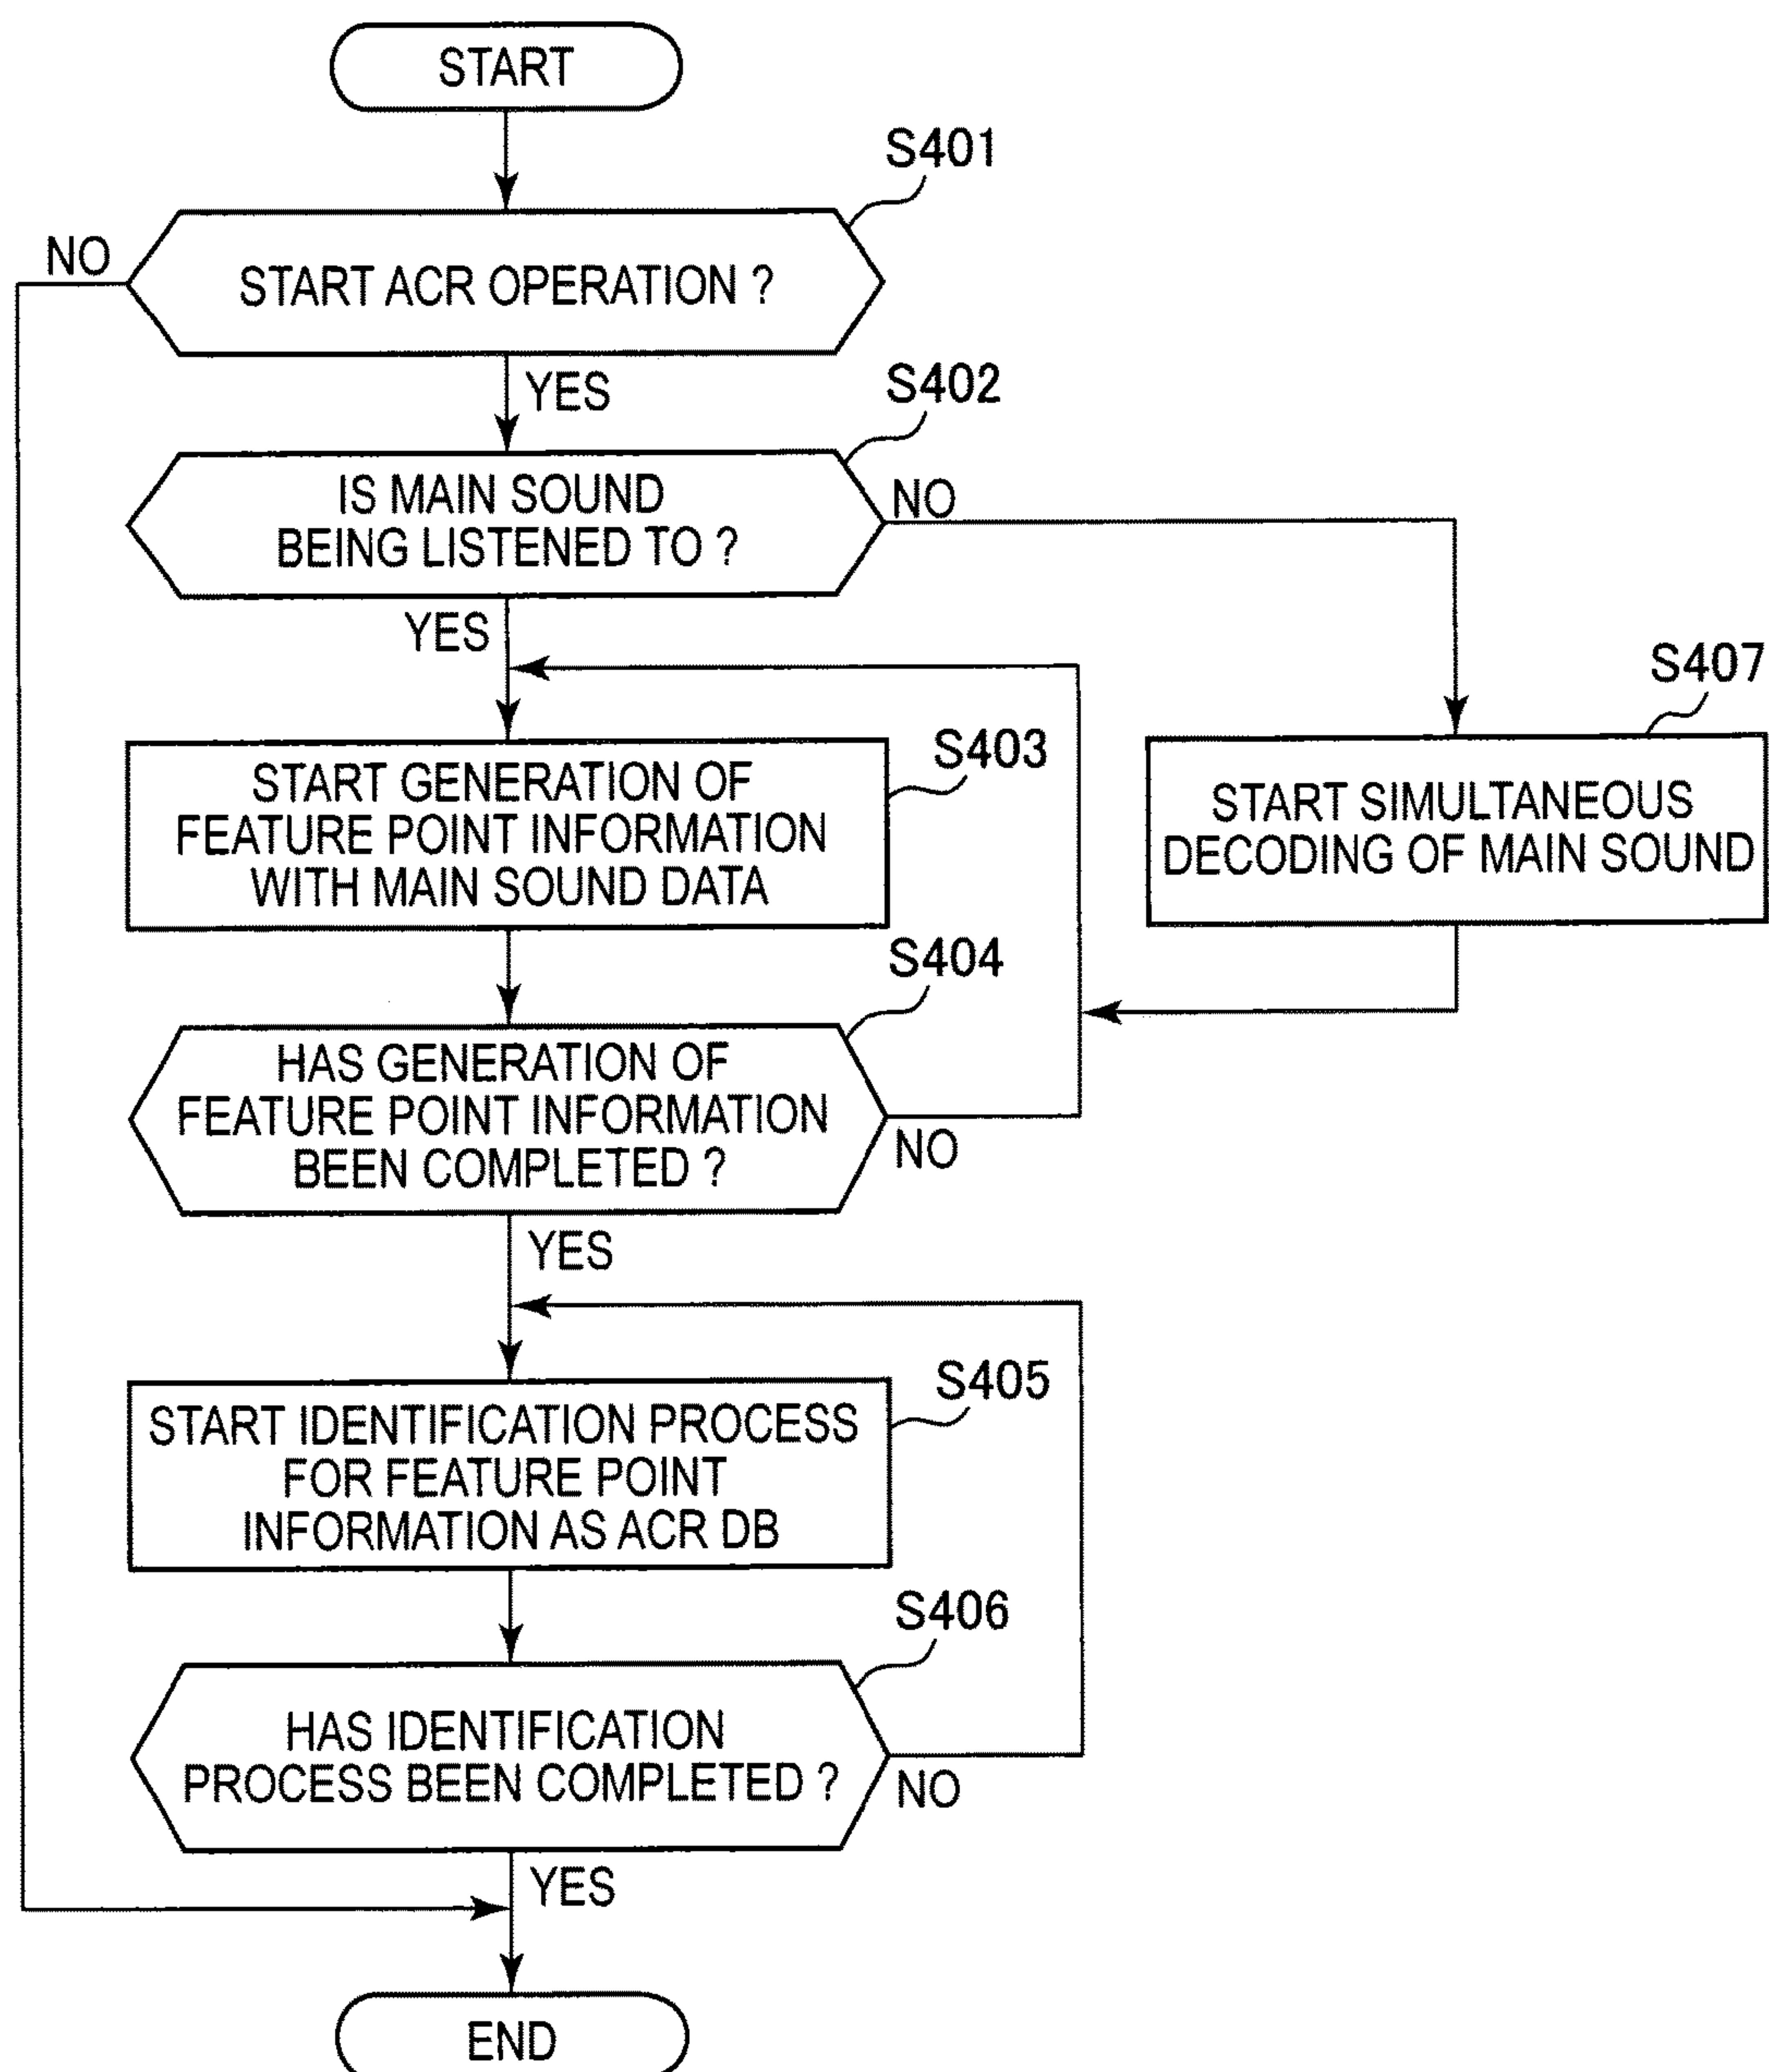 START
S401
NO
START ACR OPERATION ?
YES
S402
IS MAIN SOUND
BEING LISTENED TO ?
NO
YES
S407
START SIMULTANEOUS
DECODING OF MAIN SOUND
S403
START GENERATION OF
FEATURE POINT INFORMATION
WITH MAIN SOUND DATA
S404
HAS GENERATION OF
FEATURE POINT INFORMATION
BEEN COMPLETED ?
NO
YES
S405
START IDENTIFICATION PROCESS
FOR FEATURE POINT
INFORMATION AS ACR DB
S406
HAS IDENTIFICATION
PROCESS BEEN COMPLETED ?
NO
YES
END